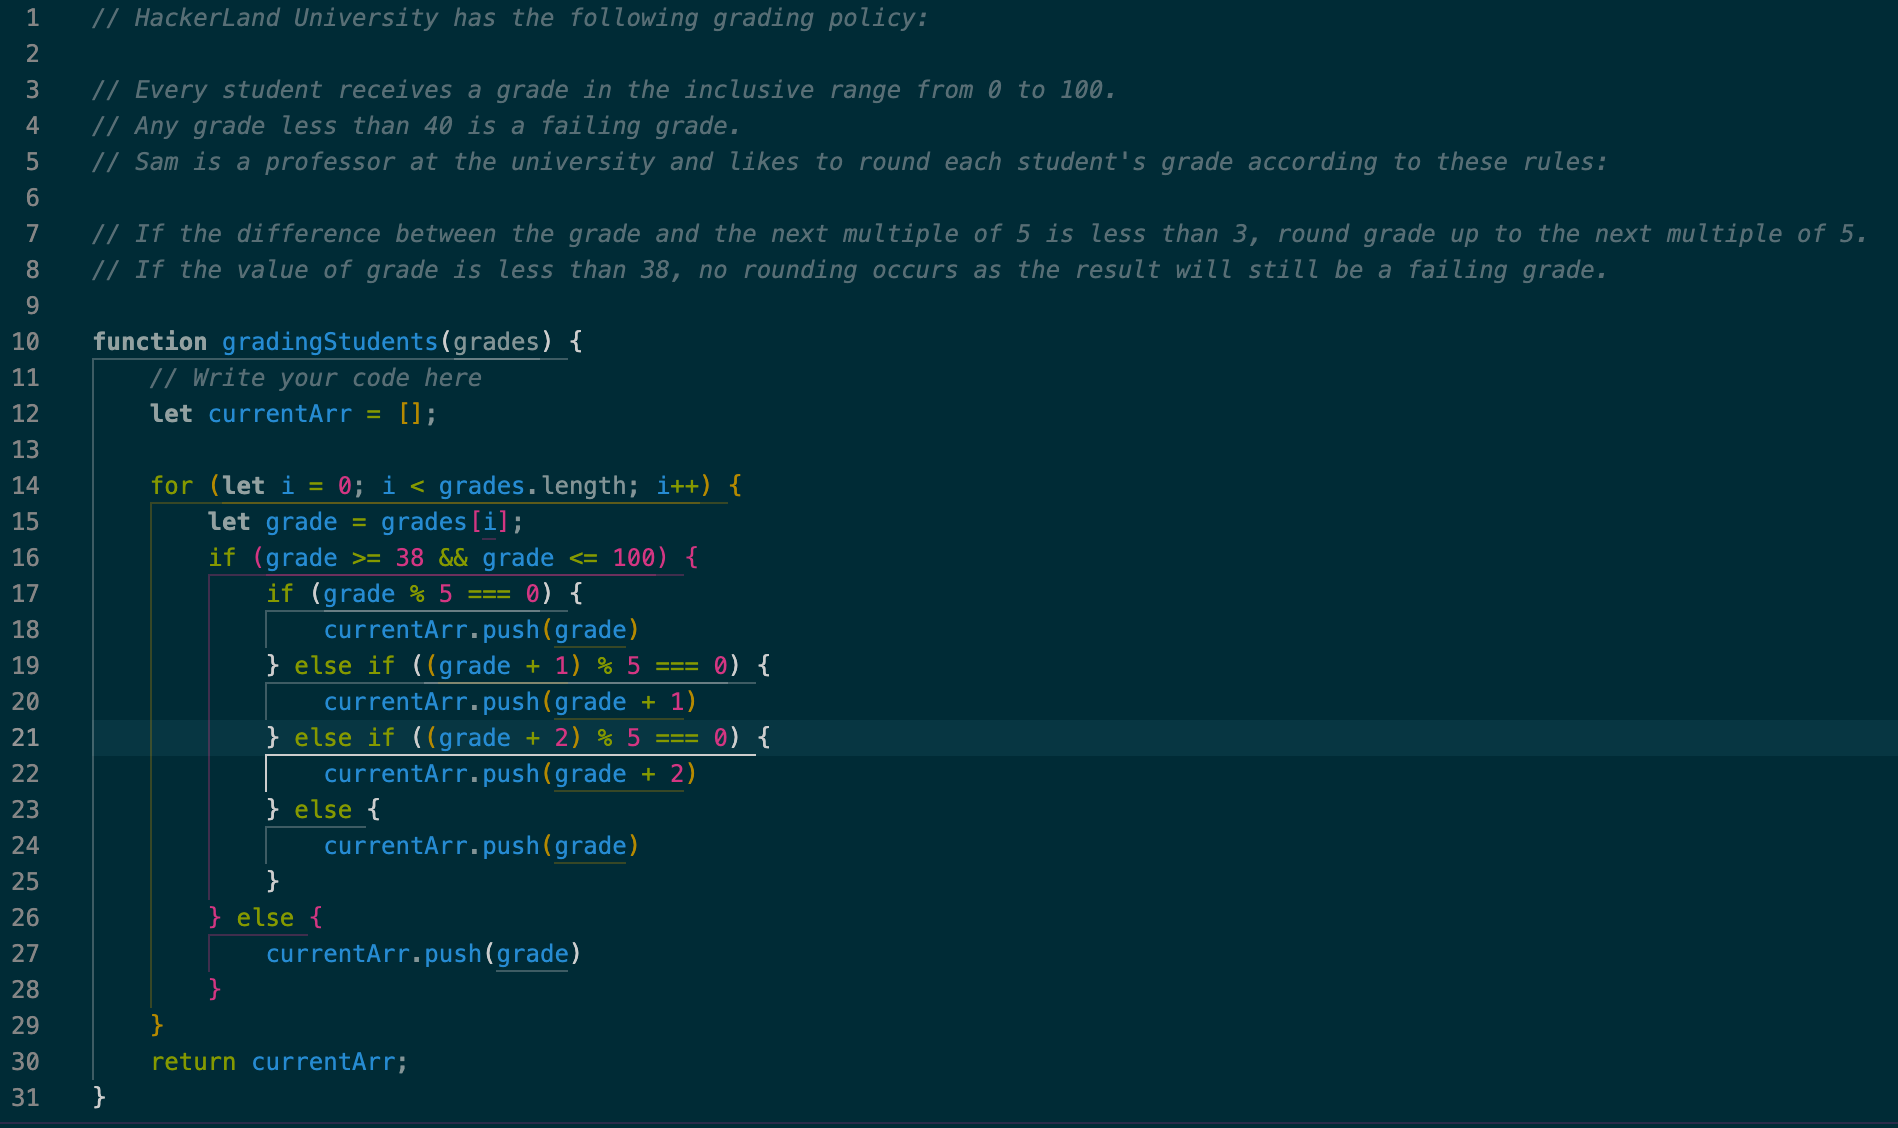 1 // HackerLand University has the following grading policy:
2
3 // Every student receives a grade in the inclusive range from 0 to 100.
4 // Any grade less than 40 is a failing grade.
5 // Sam is a professor at the university and likes to round each student's grade according to these rules:
6
7 // If the difference between the grade and the next multiple of 5 is less than 3, round grade up to the next multiple of 5.
8 // If the value of grade is less than 38, no rounding occurs as the result will still be a failing grade.
9
10 function gradingStudents(grades) {
11     // Write your code here
12     let currentArr = [];
13
14     for (let i = 0; i < grades.length; i++) {
15         let grade = grades[i];
16         if (grade >= 38 && grade <= 100) {
17             if (grade % 5 === 0) {
18                 currentArr.push(grade)
19             } else if ((grade + 1) % 5 === 0) {
20                 currentArr.push(grade + 1)
21             } else if ((grade + 2) % 5 === 0) {
22                 currentArr.push(grade + 2)
23             } else {
24                 currentArr.push(grade)
25             }
26         } else {
27             currentArr.push(grade)
28         }
29     }
30     return currentArr;
31 }